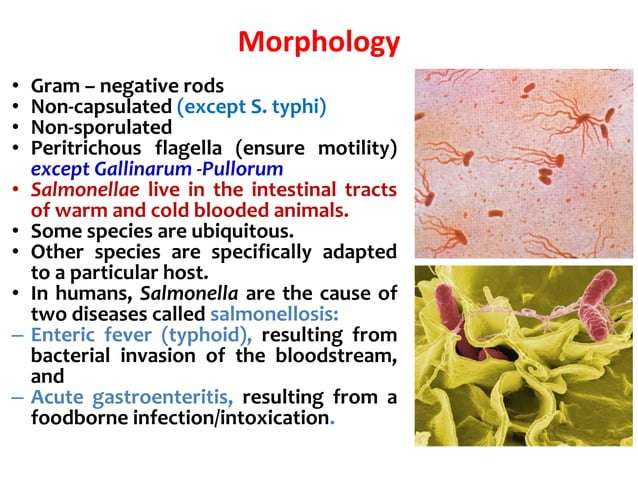 Morphology
• Gram – negative rods
• Non-capsulated (except S. typhi)
• Non-sporulated
• Peritrichous flagella (ensure motility)
except Gallinarum -Pullorum
• Salmonellae live in the intestinal tracts
of warm and cold blooded animals.
• Some species are ubiquitous.
• Other species are specifically adapted
to a particular host.
• In humans, Salmonella are the cause of
two diseases called salmonellosis:
– Enteric fever (typhoid), resulting from
bacterial invasion of the bloodstream,
and
– Acute gastroenteritis, resulting from a
foodborne infection/intoxication.